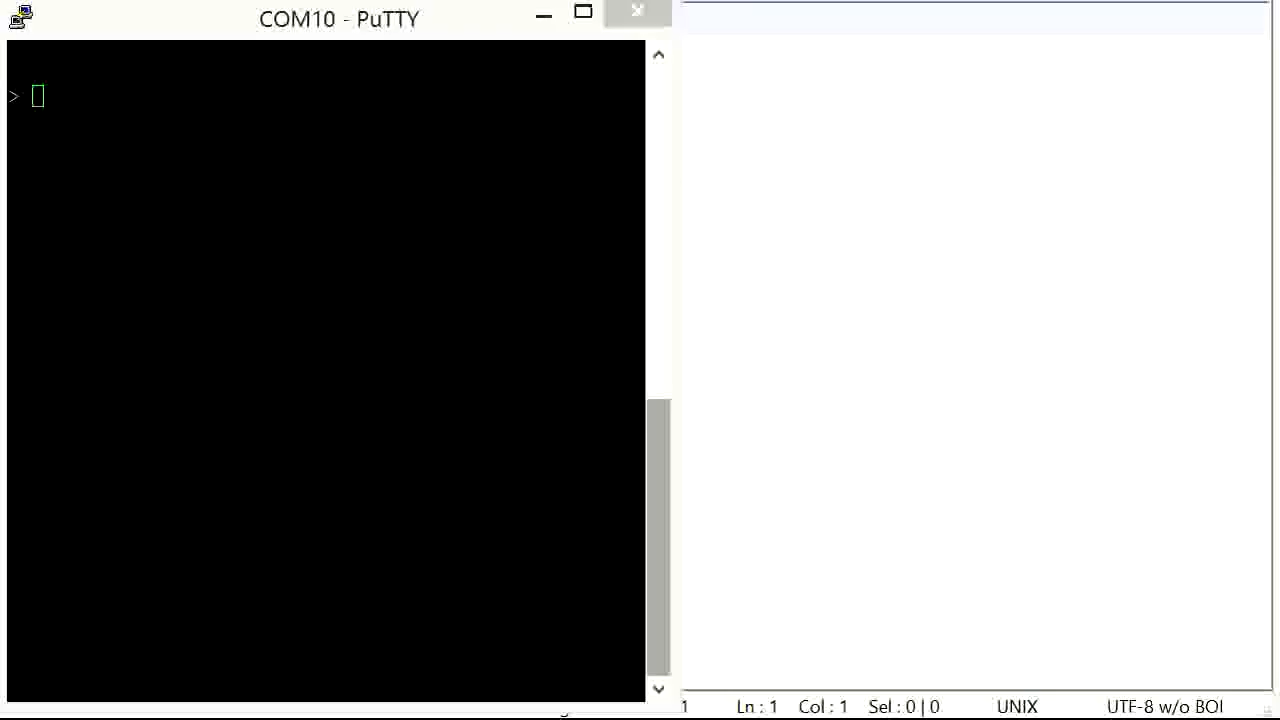 COM10 - PuTTY
>
1 Ln : 1 Col : 1 Sel : 0 | 0 UNIX UTF-8 w/o BOI